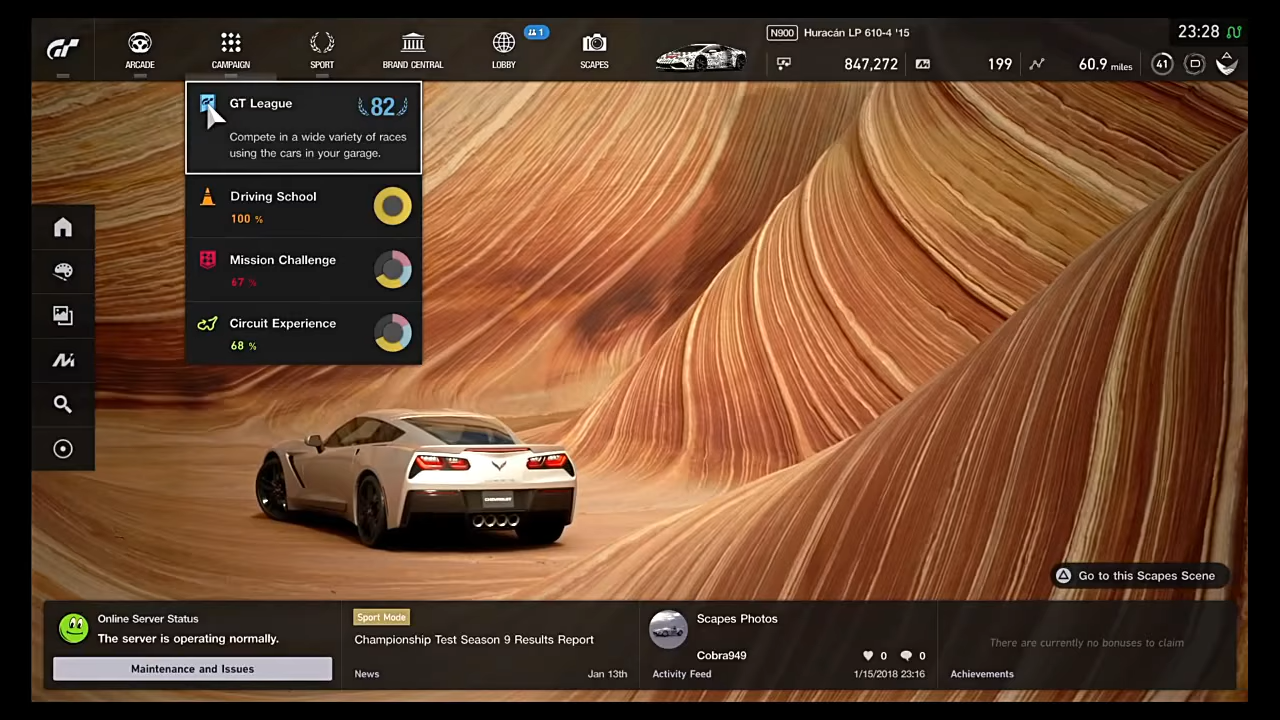 ARCADE
CAMPAIGN
SPORT
BRAND CENTRAL
1
LOBBY
SCAPES
N900 Huracán LP 610-4 '15
847,272
199
60.9 miles
23:28
41
D
GT League
82
Compete in a wide variety of races
using the cars in your garage.
Driving School
100 %
Mission Challenge
67 %
Circuit Experience
68 %
CHEVROLET
Go to this Scapes Scene
Online Server Status
The server is operating normally.
Maintenance and Issues
Sport Mode
Championship Test Season 9 Results Report
News
Jan 13th
Scapes Photos
Cobra949
0
0
Activity Feed
1/15/2018 23:16
There are currently no bonuses to claim
Achievements